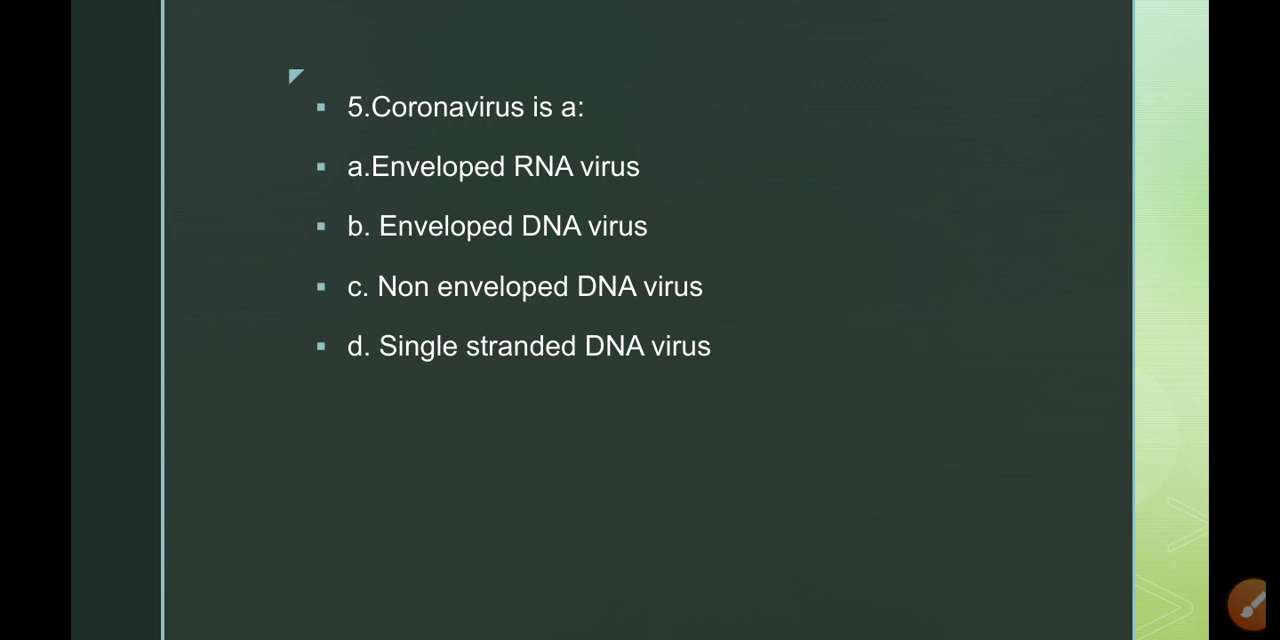 5.Coronavirus is a:
a.Enveloped RNA virus
b. Enveloped DNA virus
c. Non enveloped DNA virus
d. Single stranded DNA virus